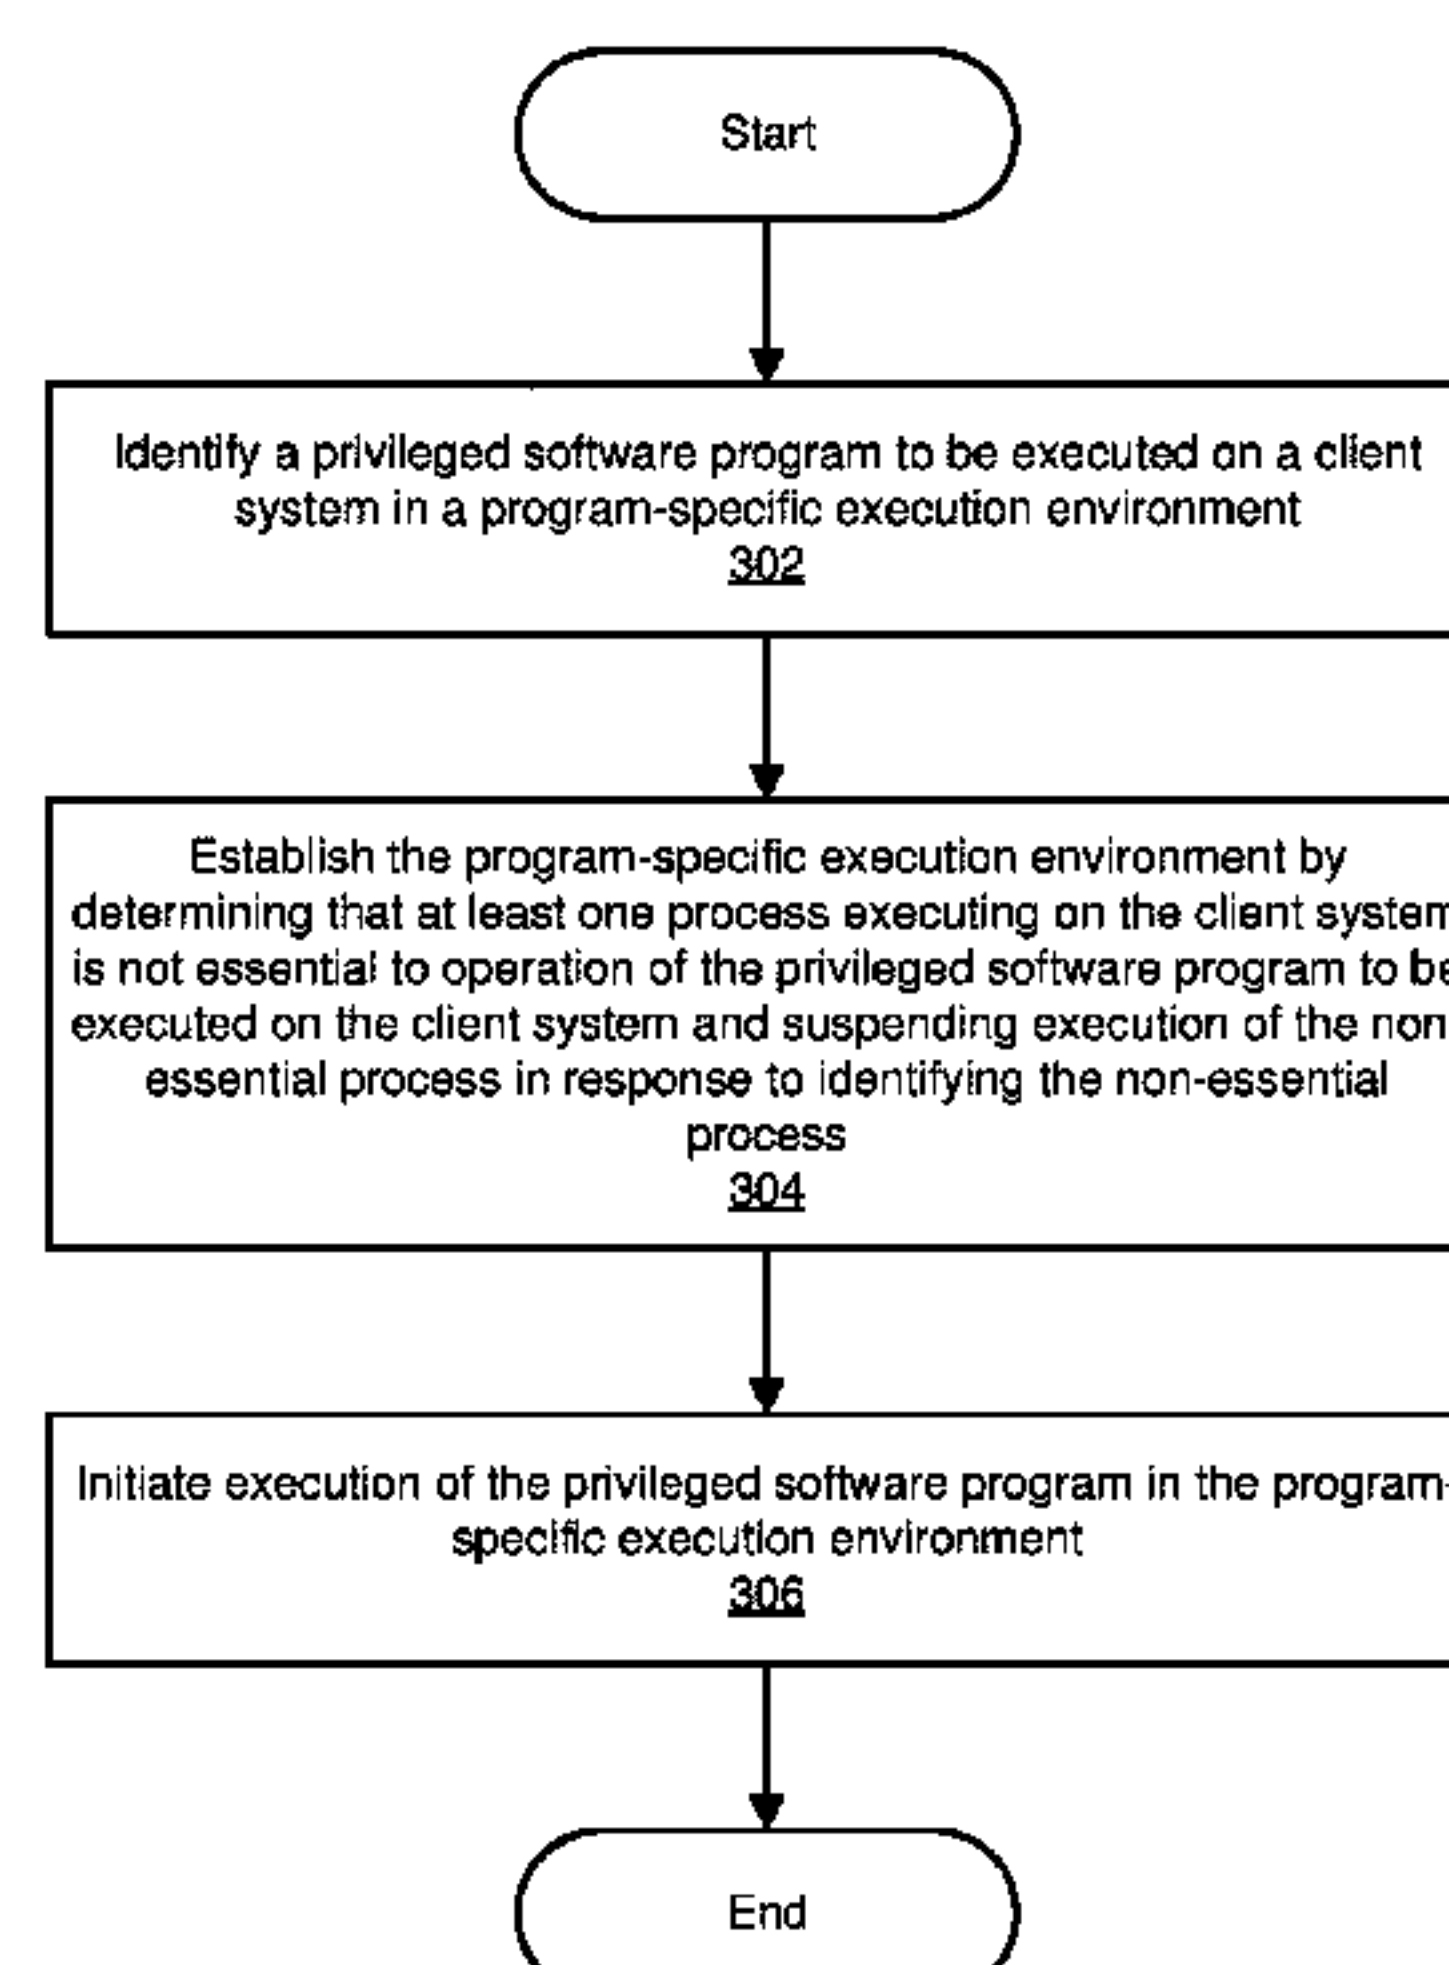 Start
Identify a privileged software program to be executed on a client
system in a program-specific execution environment
302
Establish the program-specific execution environment by
determining that at least one process executing on the client system
is not essential to operation of the privileged software program to be
executed on the client system and suspending execution of the non-
essential process in response to identifying the non-essential
process
304
Initiate execution of the privileged software program in the program-
specific execution environment
306
End